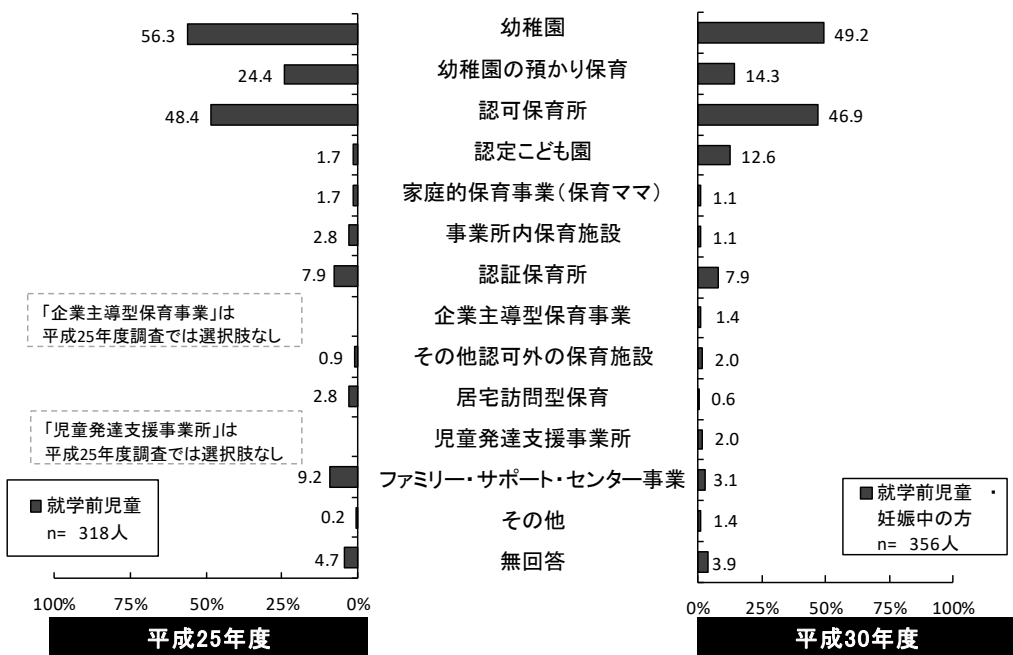 幼稚園
56.3
49.2
幼稚園の預かり保育
24.4
14.3
認可保育所
48.4
46.9
認定こども園
1.7
12.6
家庭的保育事業(保育ママ)
1.7
1.1
事業所内保育施設
2.8
1.1
認証保育所
7.9
7.9
「企業主導型保育事業」は
平成25年度調査では選択肢なし
企業主導型保育事業
1.4
その他認可外の保育施設
0.9
2.0
居宅訪問型保育
2.8
0.6
「児童発達支援事業所」は
平成25年度調査では選択肢なし
児童発達支援事業所
2.0
ファミリー・サポート・センター事業
9.2
3.1
その他
0.2
1.4
無回答
4.7
3.9
就学前児童
n= 318人
就学前児童 ・
妊娠中の方
n= 356人
100% 75% 50% 25% 0%
0% 50% 100%
平成25年度
平成30年度